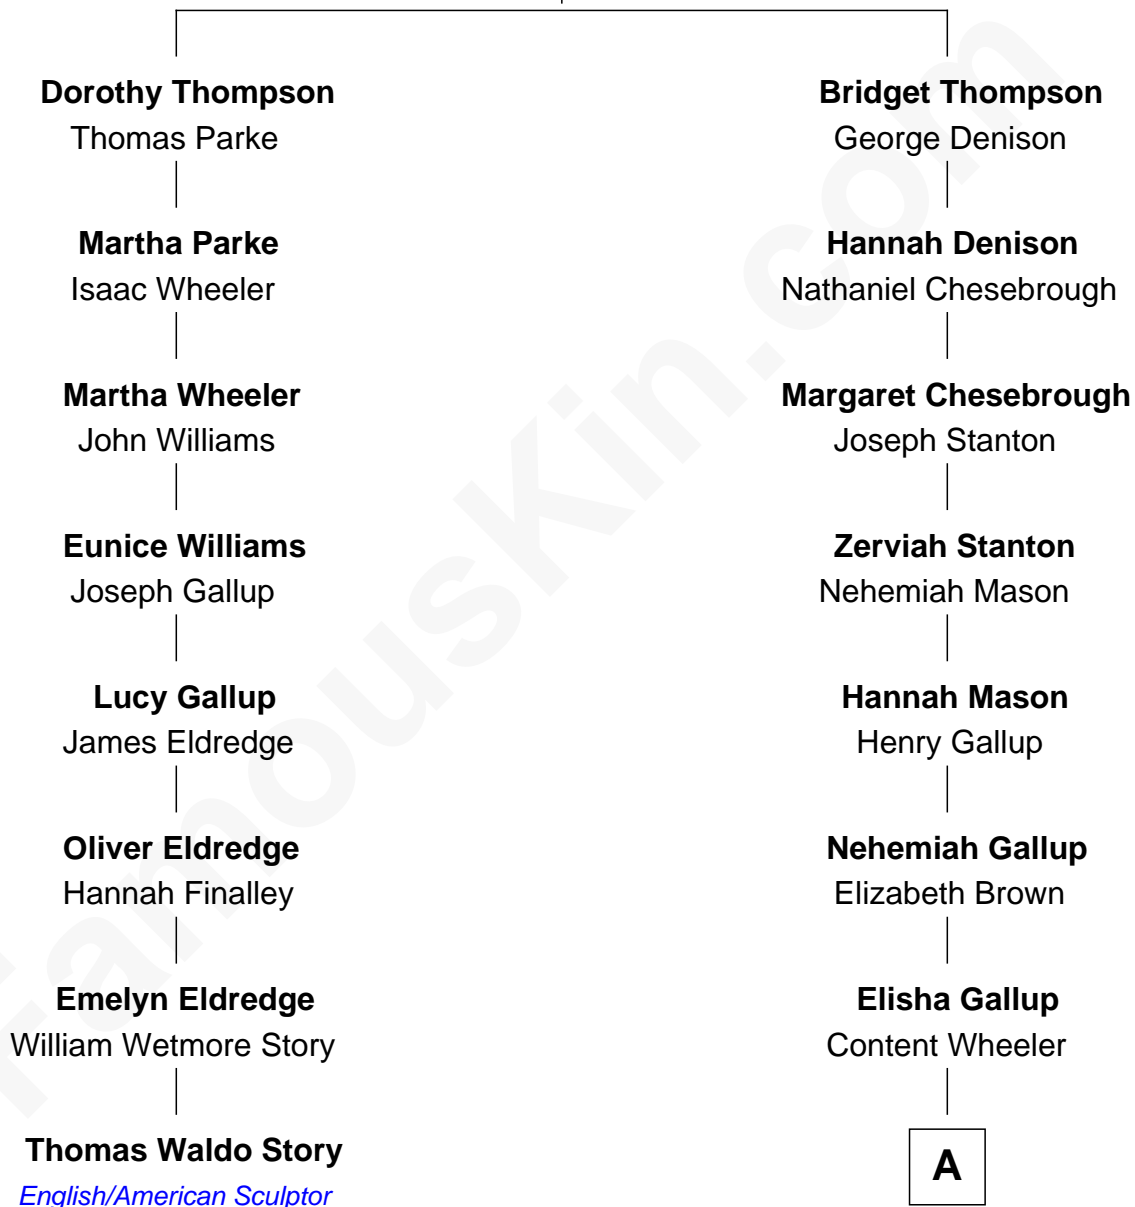 Dorothy Thompson
Thomas Parke
Martha Parke
Isaac Wheeler
Martha Wheeler
John Williams
Eunice Williams
Joseph Gallup
Lucy Gallup
James Eldredge
Oliver Eldredge
Hannah Finalley
Emelyn Eldredge
William Wetmore Story
Thomas Waldo Story
English/American Sculptor
Bridget Thompson
George Denison
Hannah Denison
Nathaniel Chesebrough
Margaret Chesebrough
Joseph Stanton
Zerviah Stanton
Nehemiah Mason
Hannah Mason
Henry Gallup
Nehemiah Gallup
Elizabeth Brown
Elisha Gallup
Content Wheeler
A
FamousKin.com